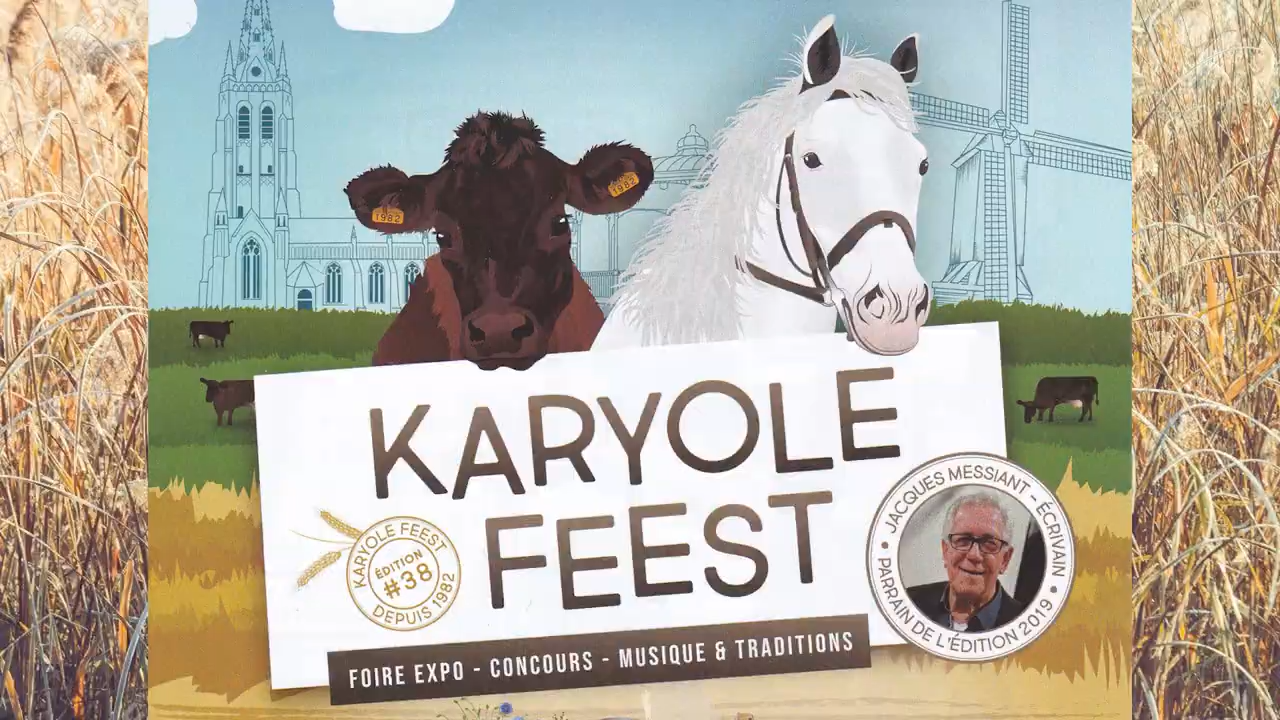 1982
1982
KARYOLE
FEEST
KARYOLE FEEST
ÉDITION
#38
DEPUIS 1982
JACQUES MESSIANT - ÉCRIVAIN
PARRAIN DE L'ÉDITION 2019
FOIRE EXPO - CONCOURS - MUSIQUE & TRADITIONS